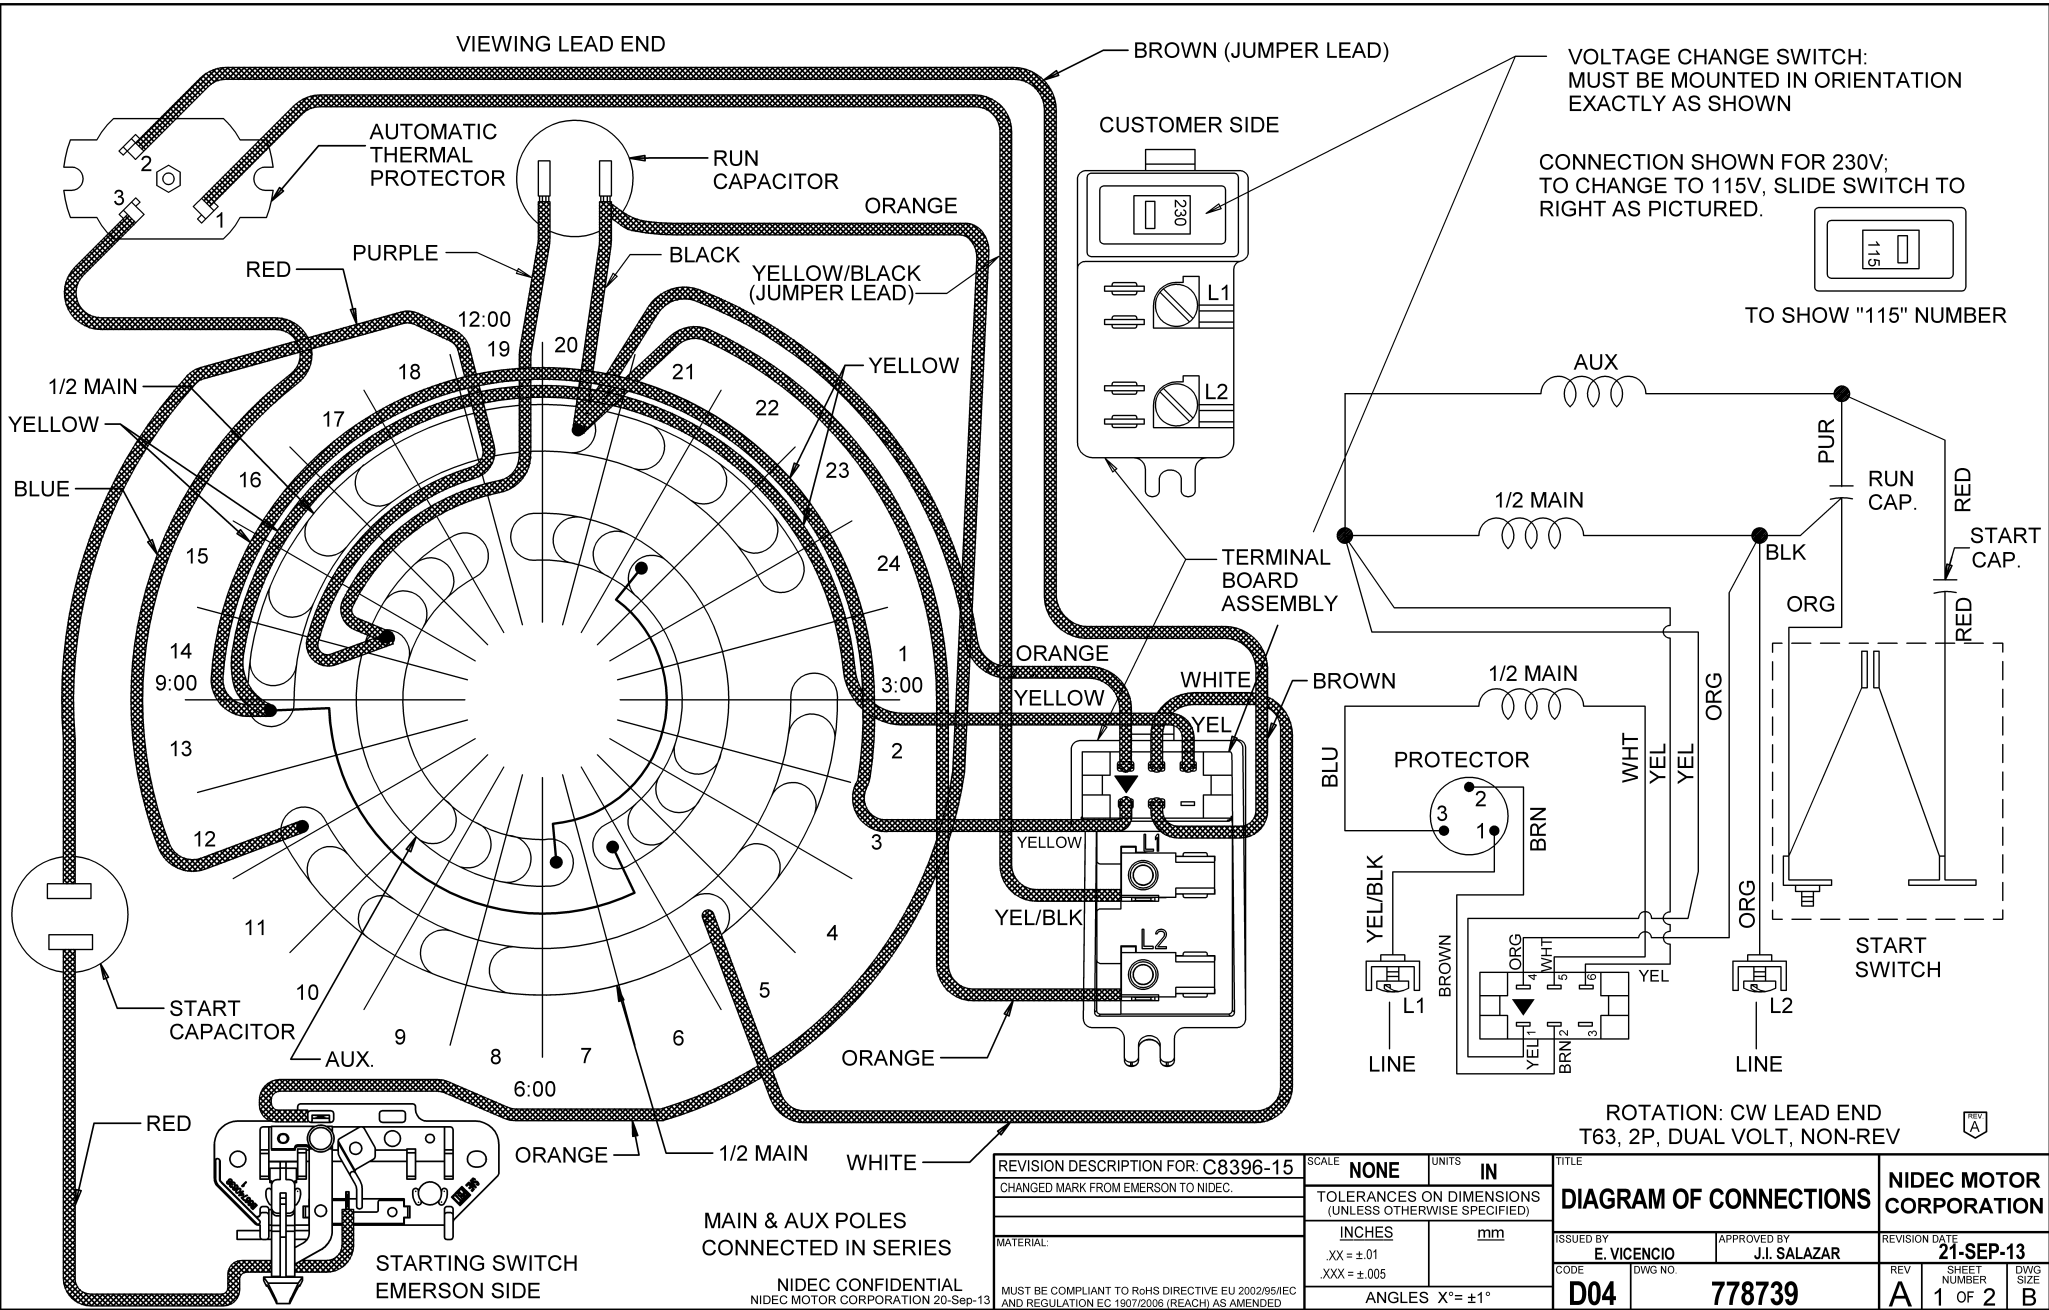 VIEWING LEAD END
BROWN (JUMPER LEAD)
VOLTAGE CHANGE SWITCH:
MUST BE MOUNTED IN ORIENTATION
EXACTLY AS SHOWN
AUTOMATIC
THERMAL
PROTECTOR
2
3
1
RUN
CAPACITOR
CUSTOMER SIDE
CONNECTION SHOWN FOR 230V;
TO CHANGE TO 115V, SLIDE SWITCH TO
RIGHT AS PICTURED.
230
115
TO SHOW "115" NUMBER
ORANGE
PURPLE
BLACK
RED
YELLOW/BLACK
(JUMPER LEAD)
L1
L2
12:00
19
20
18
21
17
22
16
23
15
24
14
9:00
1
3:00
13
2
12
3
11
4
10
5
9
6
8
7
6:00
1/2 MAIN
YELLOW
YELLOW
BLUE
TERMINAL
BOARD
ASSEMBLY
ORANGE
YELLOW
WHITE
BROWN
YEL
YELLOW
L1
YEL/BLK
L2
ORANGE
START
CAPACITOR
AUX.
RED
ORANGE
1/2 MAIN
WHITE
STARTING SWITCH
EMERSON SIDE
MAIN & AUX POLES
CONNECTED IN SERIES
NIDEC CONFIDENTIAL
NIDEC MOTOR CORPORATION 20-Sep-13
AUX
PUR
RUN
CAP.
RED
1/2 MAIN
BLK
START
CAP.
ORG
RED
1/2 MAIN
ORG
BLU
PROTECTOR
WHT
YEL
YEL
2
3
1
BRN
YEL/BLK
BROWN
ORG
WHT
4
5
6
YEL
ORG
START
SWITCH
L1
L2
YEL
1
BRN
2
3
LINE
LINE
ROTATION: CW LEAD END
T63, 2P, DUAL VOLT, NON-REV
REV.
A
REVISION DESCRIPTION FOR: C8396-15
CHANGED MARK FROM EMERSON TO NIDEC.
MATERIAL:
MUST BE COMPLIANT TO RoHS DIRECTIVE EU 2002/95/IEC
AND REGULATION EC 1907/2006 (REACH) AS AMENDED
SCALE NONE
UNITS IN
TOLERANCES ON DIMENSIONS
(UNLESS OTHERWISE SPECIFIED)
INCHES
mm
.XX = ±.01
.XXX = ±.005
ANGLES X°= ±1°
TITLE
DIAGRAM OF CONNECTIONS
NIDEC MOTOR
CORPORATION
ISSUED BY
E. VICENCIO
APPROVED BY
J.I. SALAZAR
REVISION DATE
21-SEP-13
CODE
D04
DWG NO.
778739
REV
A
SHEET
NUMBER
1 OF 2
DWG
SIZE
B